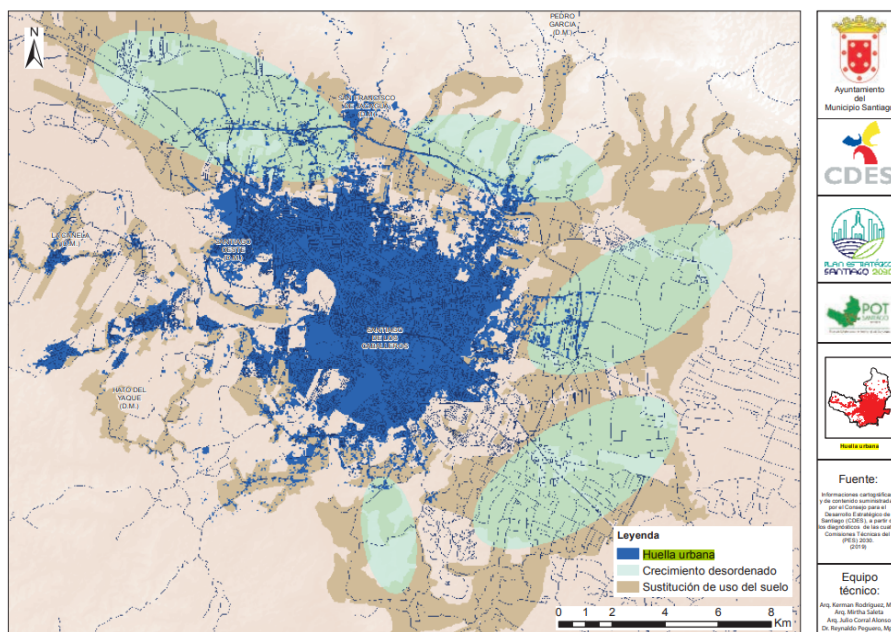 N
PEDRO
GARCIA
(D.M.)
SAN FRANCISCO
LA CANELA
(D.M.)
SANTIAGO
OESTE
(D.M.)
SANTIAGO
DE LOS
CABALLEROS
HATO DEL
YAQUE
(D.M.)
Leyenda
Huella urbana
Crecimiento desordenado
Sustitución de uso del suelo
0 1 2 4 6 8
Km
Ayuntamiento
del
Municipio Santiago
CDES
PLAN ESTRATÉGICO
SANTIAGO 2030
POT
Huella urbana
Fuente:
Informaciones cartográficas
y de contenido suministradas
por el Consejo para el
Desarrollo Estratégico de
Santiago (CDES), a partir de
los diagnósticos de las
Comisiones Técnicas del
(PES) 2030.
(2019)
Equipo
técnico:
Arq. Kerman Rodríguez,
Arq. Mirtha Saleta
Arq. Julio Corral Alonso
Dr. Reynaldo Peguero,